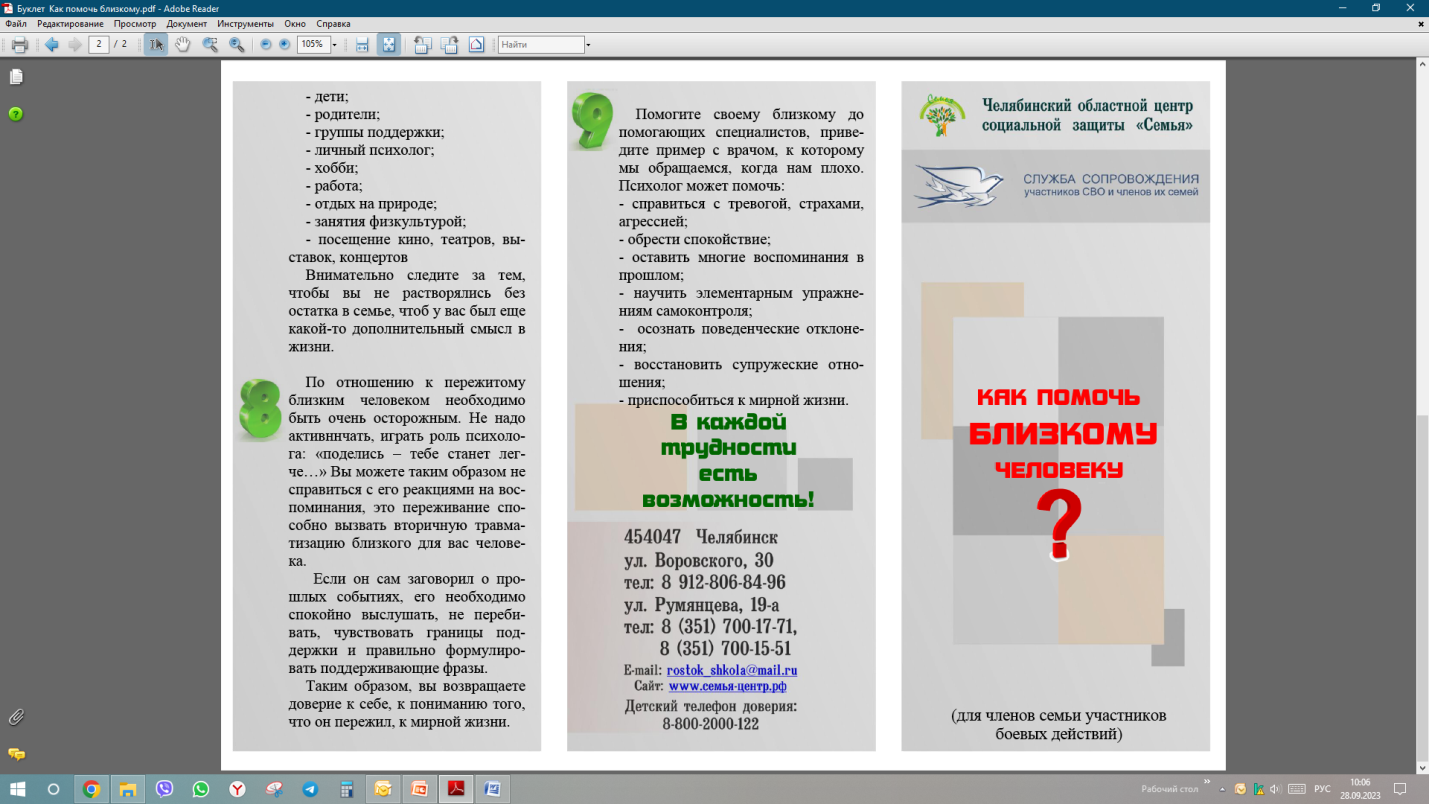 Буклет Как помочь близкому.pdf - Adobe Reader
Файл Редактирование Просмотр Документ Инструменты Окно Справка
2 / 2 105% Найти
- дети;
- родители;
- группы поддержки;
- личный психолог;
- хобби;
- работа;
- отдых на природе;
- занятия физкультурой;
- посещение кино, театров, вы-
ставок, концертов
Внимательно следите за тем,
чтобы вы не растворялись без
остатка в семье, чтоб у вас был еще
какой-то дополнительный смысл в
жизни.
8
По отношению к пережитому
близким человеком необходимо
быть очень осторожным. Не надо
активнчать, играть роль психоло-
га: «поделись – тебе станет лег-
че…» Вы можете таким образом не
справиться с его реакциями на вос-
поминания, это переживание спо-
собно вызвать вторичную травма-
тизацию близкого для вас челове-
ка.
Если он сам заговорил о про-
шлых событиях, его необходимо
спокойно выслушать, не переби-
вать, чувствовать границы под-
держки и правильно формулиро-
вать поддерживающие фразы.
Таким образом, вы возвращаете
доверие к себе, к пониманию того,
что он пережил, к мирной жизни.
9
Помогите своему близкому до
помогающих специалистов, приве-
дите пример с врачом, к которому
мы обращаемся, когда нам плохо.
Психолог может помочь:
- справиться с тревогой, страхами,
агрессией;
- обрести спокойствие;
- оставить многие воспоминания в
прошлом;
- научить элементарным упражне-
ниям самоконтроля;
- осознать поведенческие отклоне-
ния;
- восстановить супружеские отно-
шения;
- приспособиться к мирной жизни.
В каждой
трудности
есть
возможность!
454047 Челябинск
ул. Воровского, 30
тел: 8 912-806-84-96
ул. Румянцева, 19-а
тел: 8 (351) 700-17-71,
8 (351) 700-15-51
E-mail: rostok_shkola@mail.ru
Сайт: www.семья-центр.рф
Детский телефон доверия:
8-800-2000-122
Семья
Челябинский областной центр
социальной защиты «Семья»
СЛУЖБА СОПРОВОЖДЕНИЯ
участников СВО и членов их семей
КАК ПОМОЧЬ
БЛИЗКОМУ
ЧЕЛОВЕКУ
?
(для членов семьи участников
боевых действий)
Рабочий стол » РУС 10:06
28.09.2023